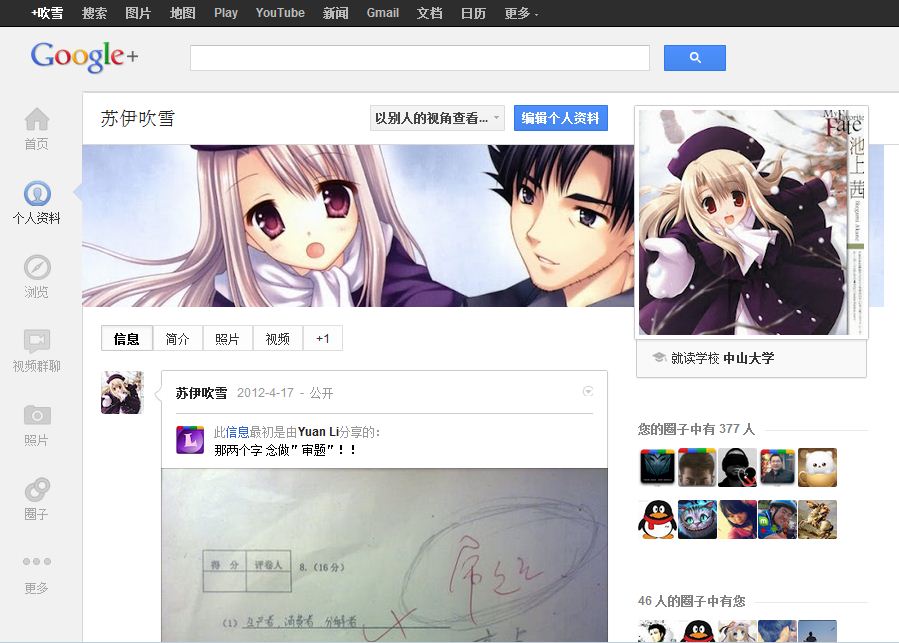 +吹雪 搜索 图片 地图 Play YouTube 新闻 Gmail 文档 日历 更多
Google+
苏伊吹雪
以别人的视角查看...
编辑个人资料
首页
个人资料
浏览
视频群聊
照片
圈子
更多
My Favorite
Fate
池上茜
就读学校 中山大学
信息 简介 照片 视频 +1
苏伊吹雪 2012-4-17 - 公开
此信息最初是由Yuan Li分享的:
那两个字 念做" 审题"！！
得 分 评卷人
8. (16分)
(1) 生产者, 消费者, 分解者
您的圈子中有 377 人
46 人的圈子中有您